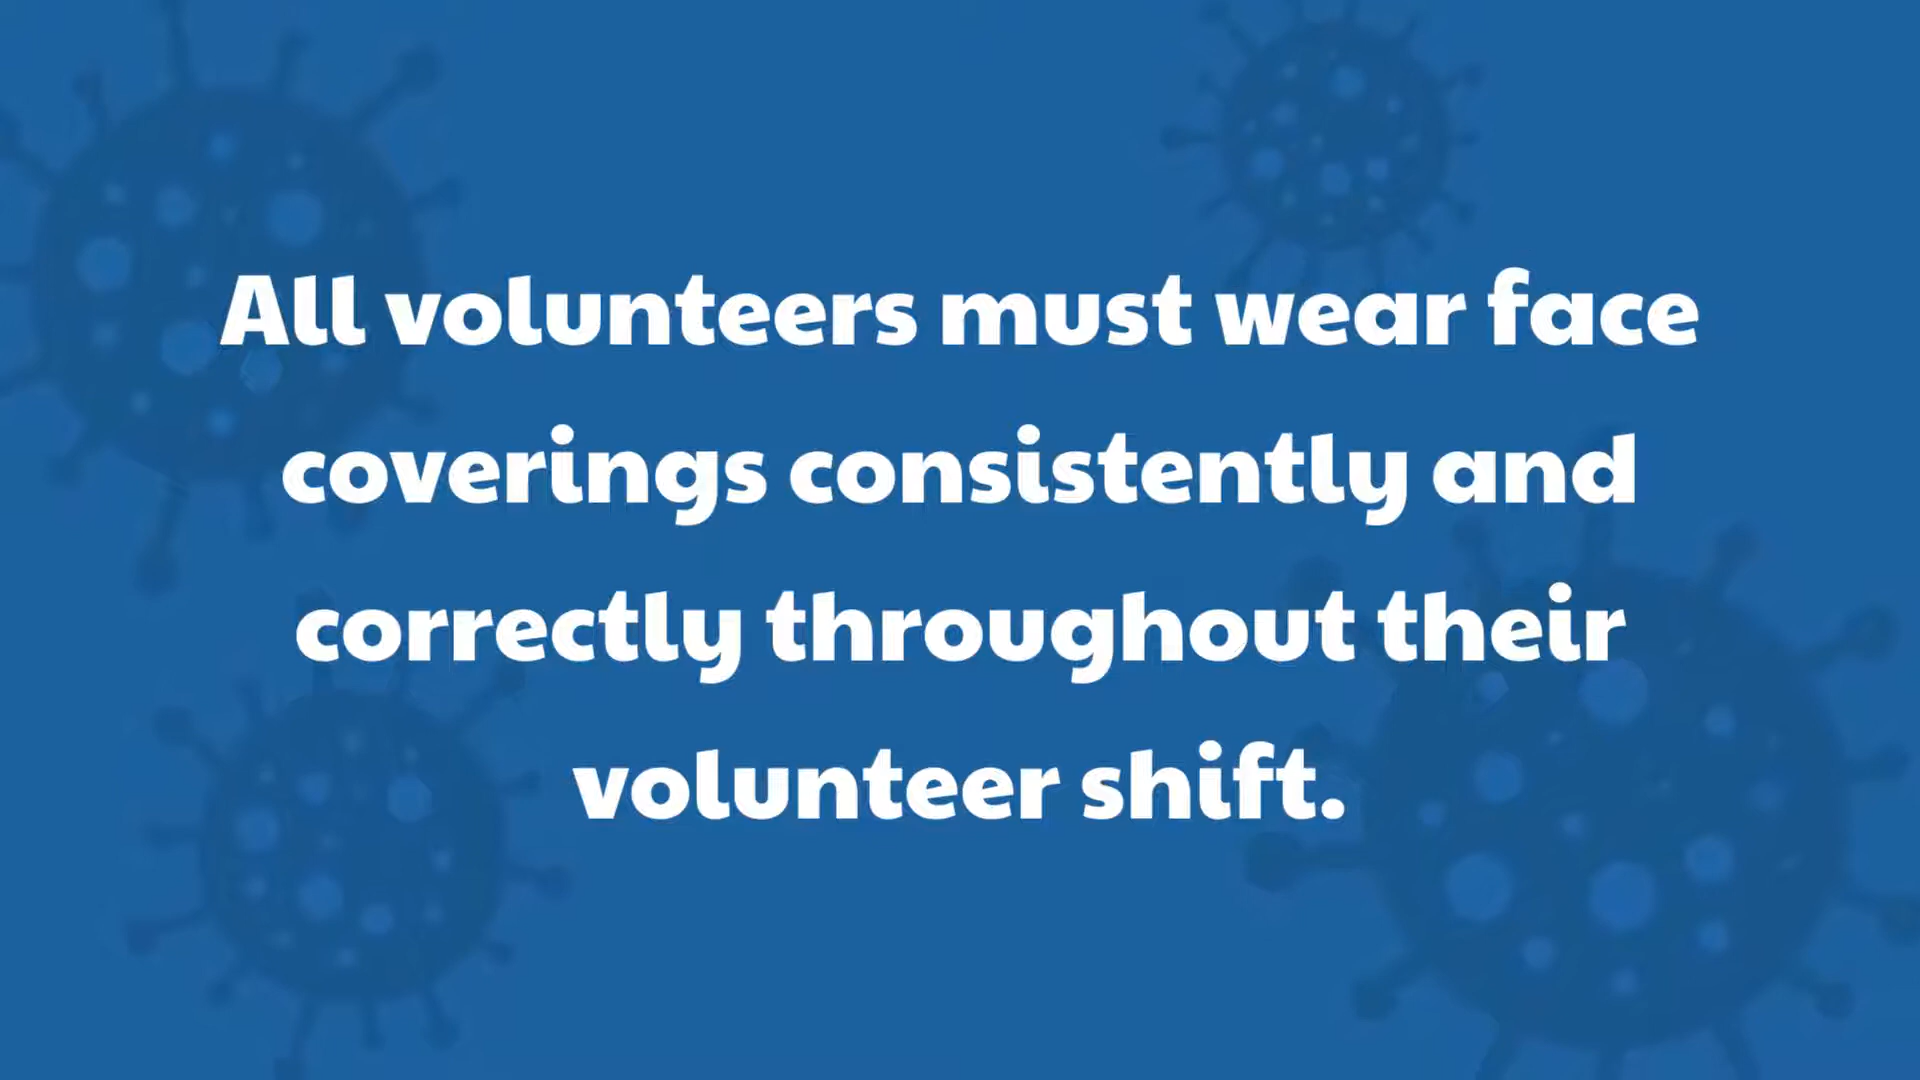 All volunteers must wear face
coverings consistently and
correctly throughout their
volunteer shift.